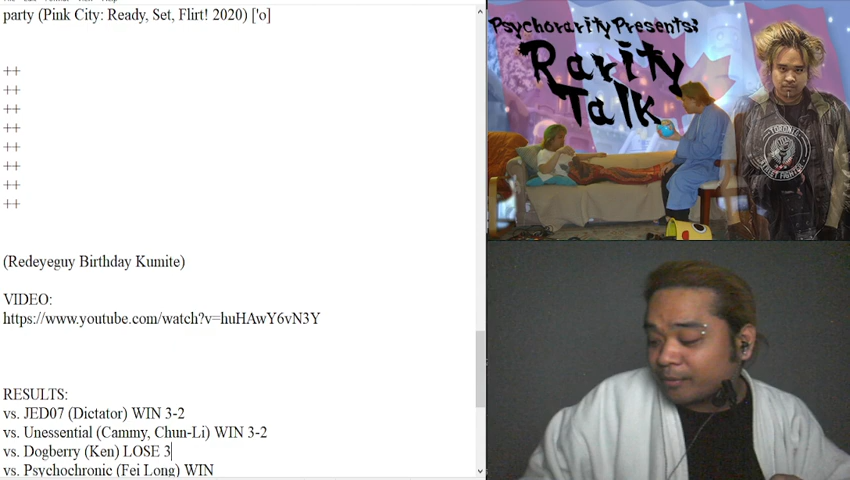 party (Pink City: Ready, Set, Flirt! 2020) ['o]
++
++
++
++
++
++
++
++
(Redeyeguy Birthday Kumite)
VIDEO:
https://www.youtube.com/watch?v=huHAwY6vN3Y
RESULTS:
vs. JED07 (Dictator) WIN 3-2
vs. Unessential (Cammy, Chun-Li) WIN 3-2
vs. Dogberry (Ken) LOSE 3
vs. Psychochronic (Fei Long) WIN
Psychorarity Presents:
Rarity
Talk
TORONTO
STREET FIGHTER